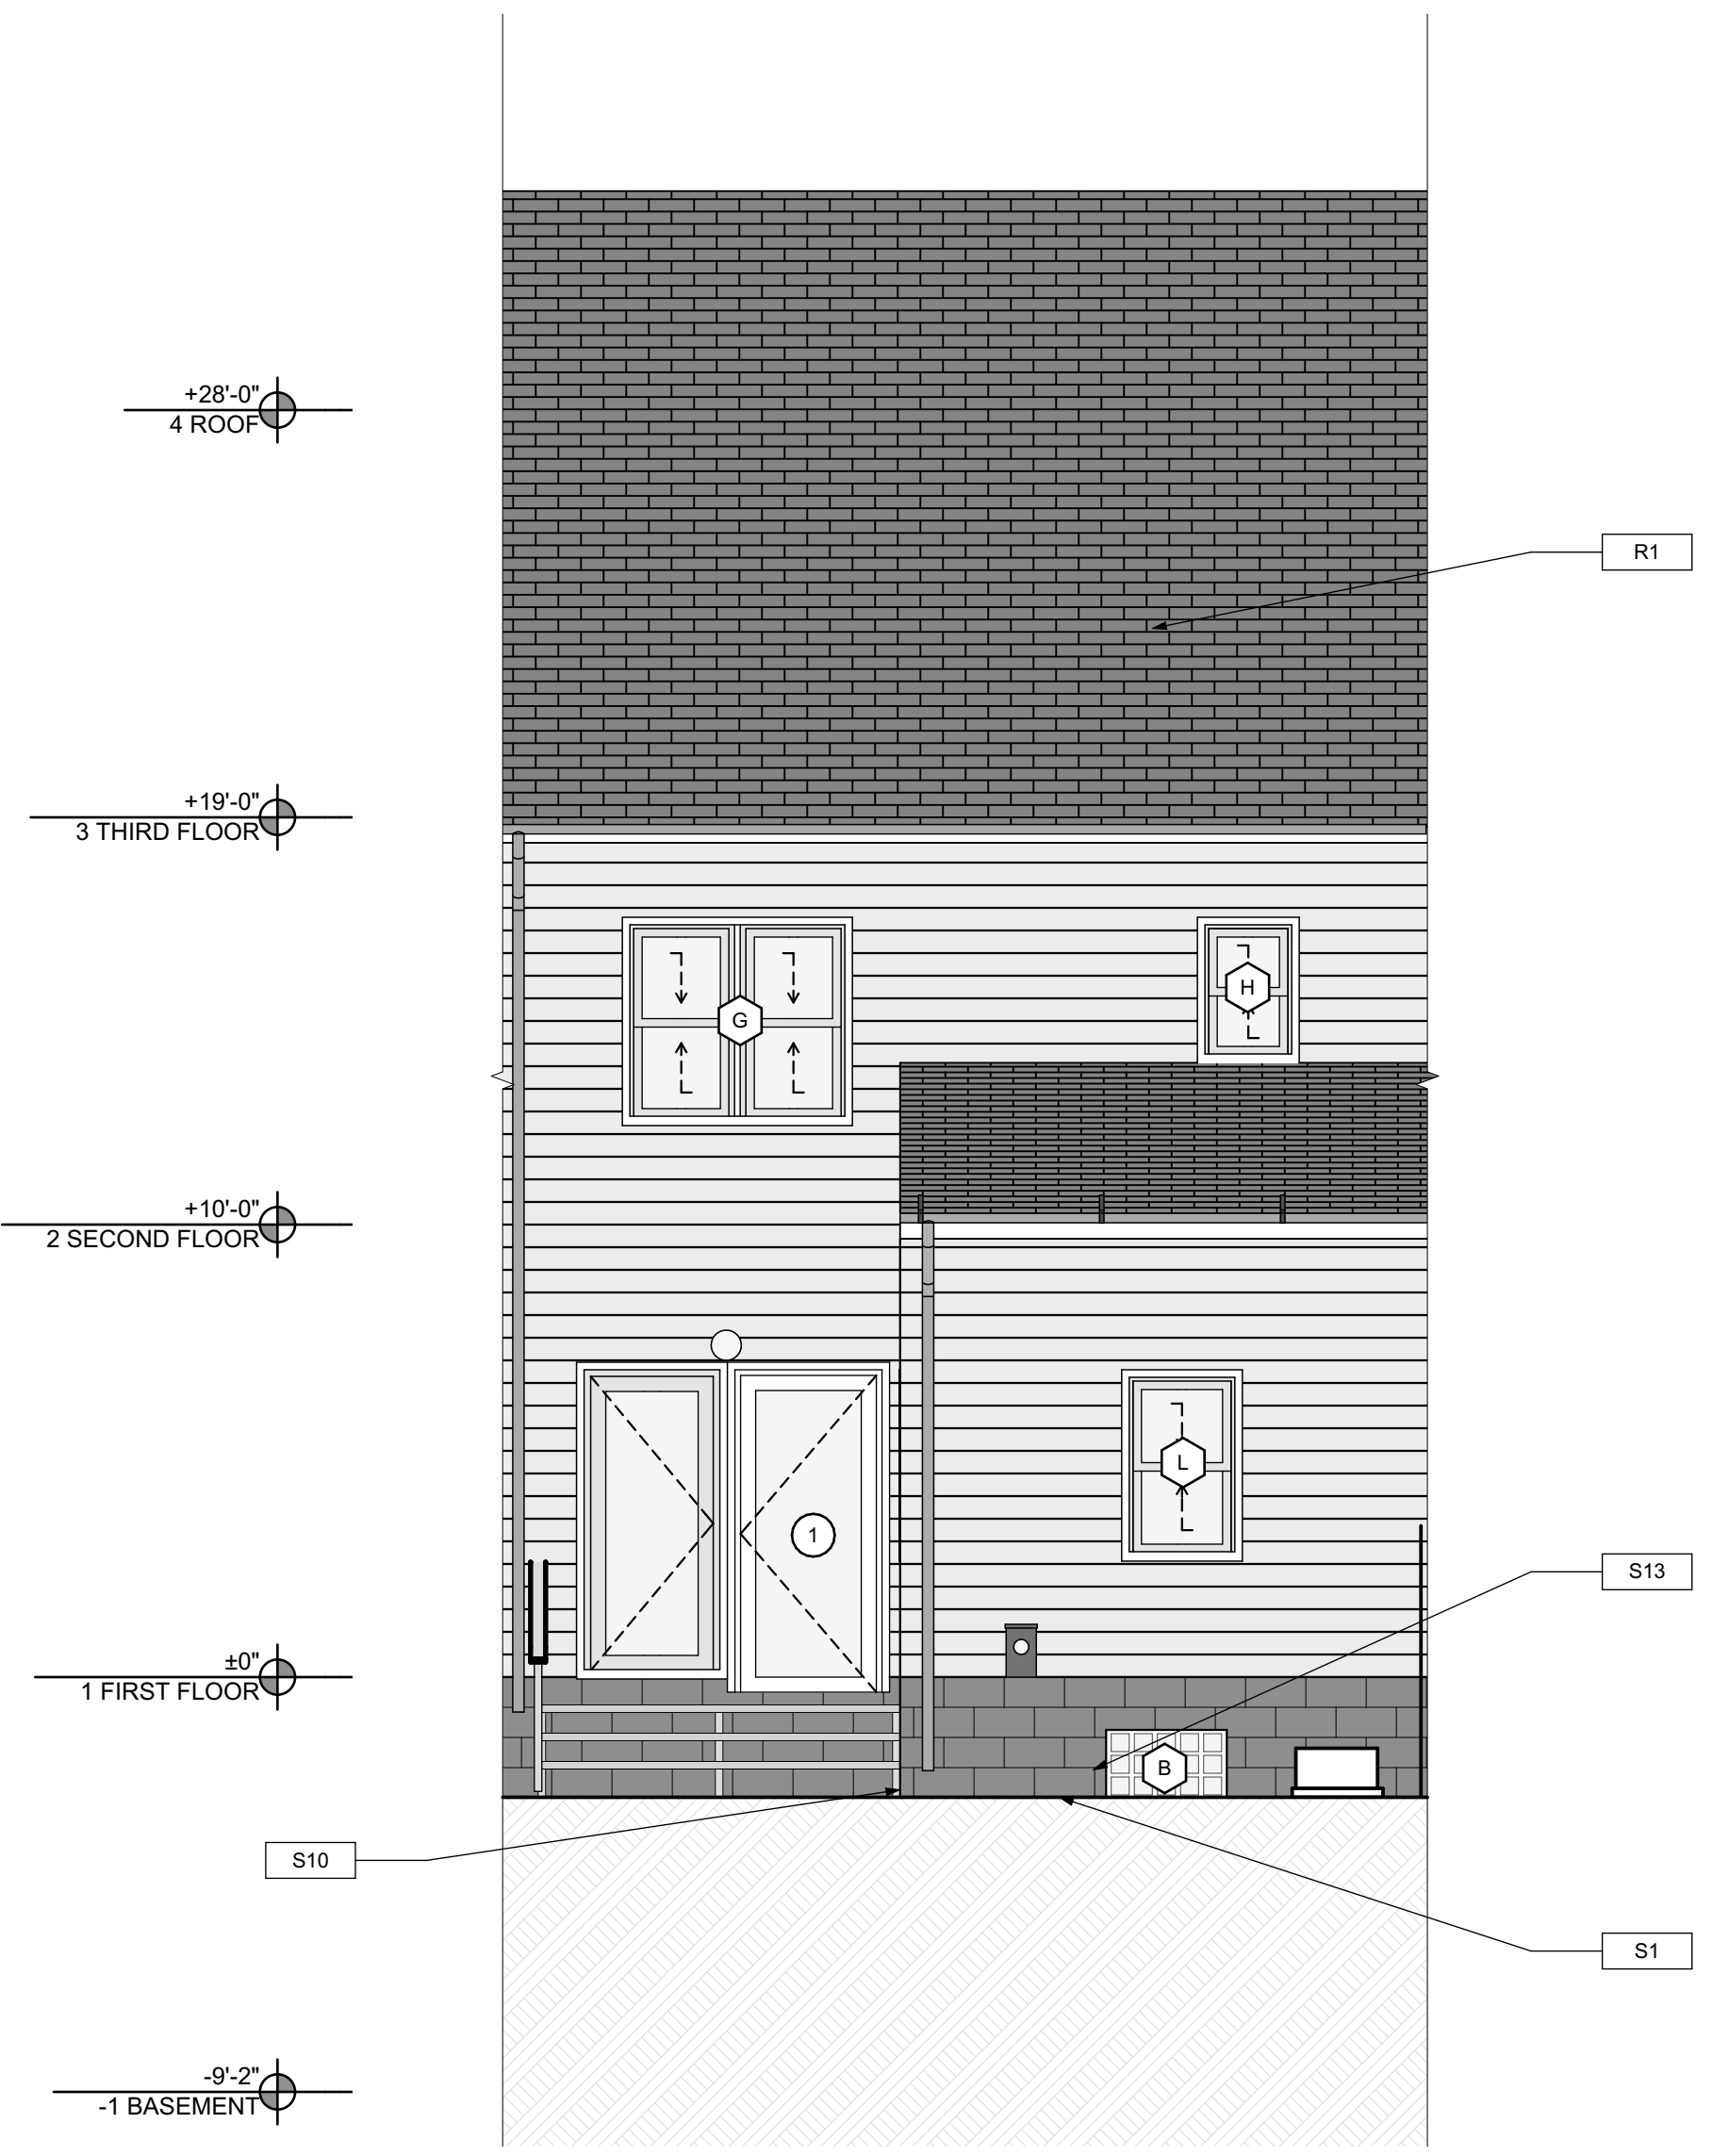 +28'-0"
4 ROOF
R1
+19'-0"
3 THIRD FLOOR
H
G
+10'-0"
2 SECOND FLOOR
L
1
S13
±0"
1 FIRST FLOOR
B
S10
S1
-9'-2"
-1 BASEMENT